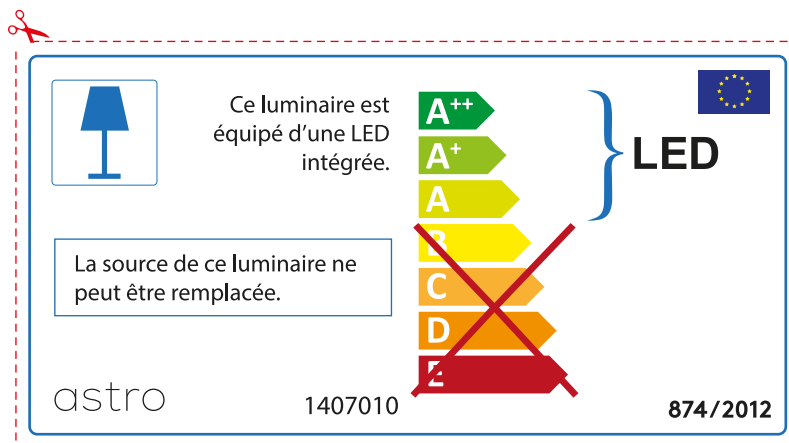 Ce luminaire est
équipé d'une LED
intégrée.
La source de ce luminaire ne
peut être remplacée.
A++
A+
A
B
C
D
E
LED
astro
1407010
874/2012